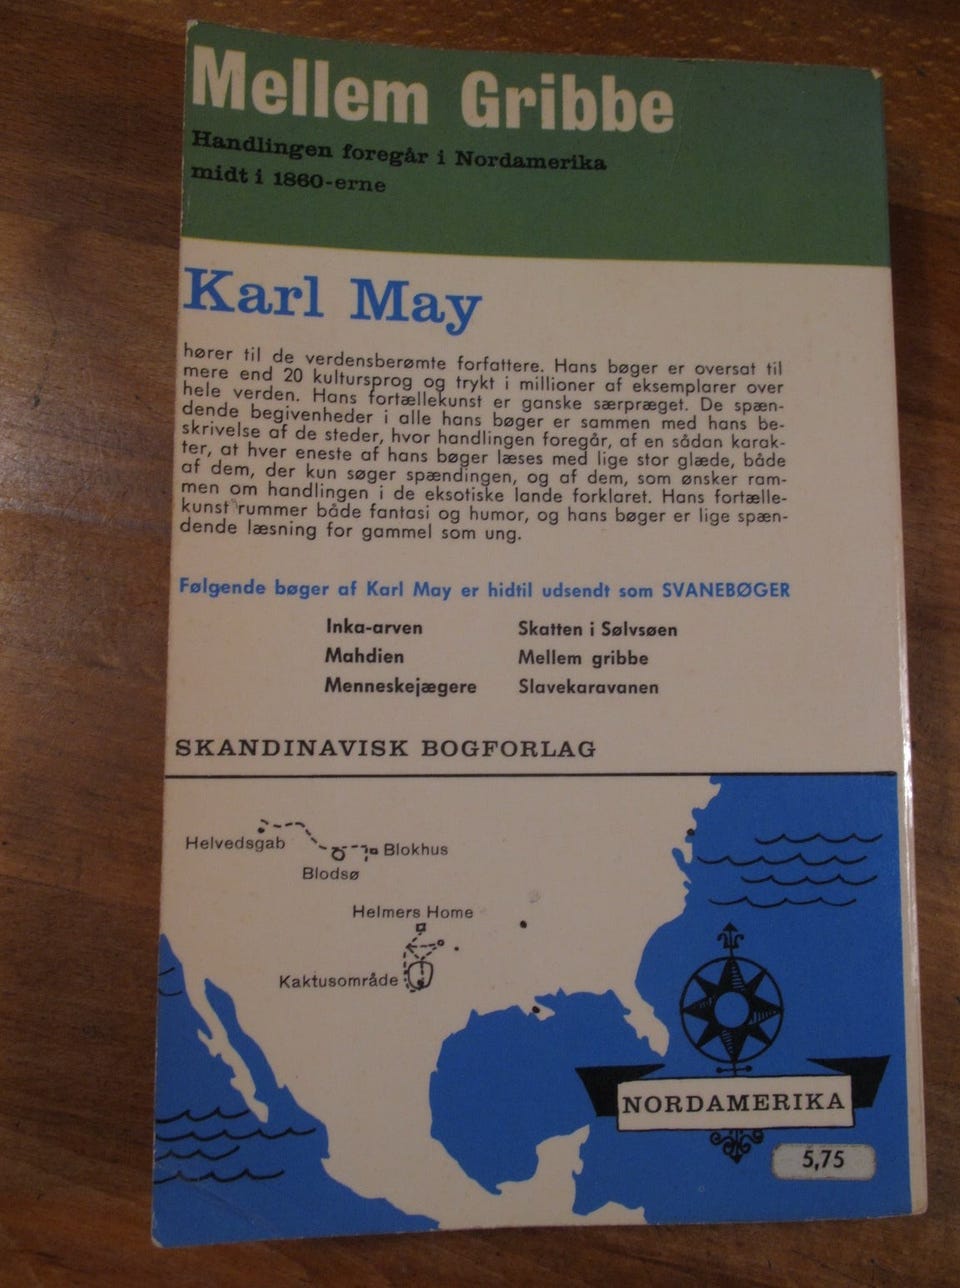 Mellem Gribbe
Handlingen foregår i Nordamerika
midt i 1860-erne
Karl May
hører til de verdensberømte forfattere. Hans bøger er oversat til
mere end 20 kultursprog og trykt i millioner af eksemplarer over
hele verden. Hans fortællekunst er ganske særpræget. De spæn-
dende begivenheder i alle hans bøger er sammen med hans be-
skrivelse af de steder, hvor handlingen foregår, af en sådan karak-
ter, at hver eneste af hans bøger læses med lige stor glæde, både
af dem, der kun søger spændingen, og af dem, som ønsker ram-
men om handlingen i de eksotiske lande forklaret. Hans fortælle-
kunst rummer både fantasi og humor, og hans bøger er lige spæn-
dende læsning for gammel som ung.
Følgende bøger af Karl May er hidtil udsendt som SVANEBØGER
Inka-arven Skatten i Sølvsøen
Mahdien Mellem gribbe
Menneskejægere Slavekaravanen
SKANDINAVISK BOGFORLAG
Helvedsgab
Blokhus
Blodsø
Helmers Home
Kaktusområde
NORDAMERIKA
5,75